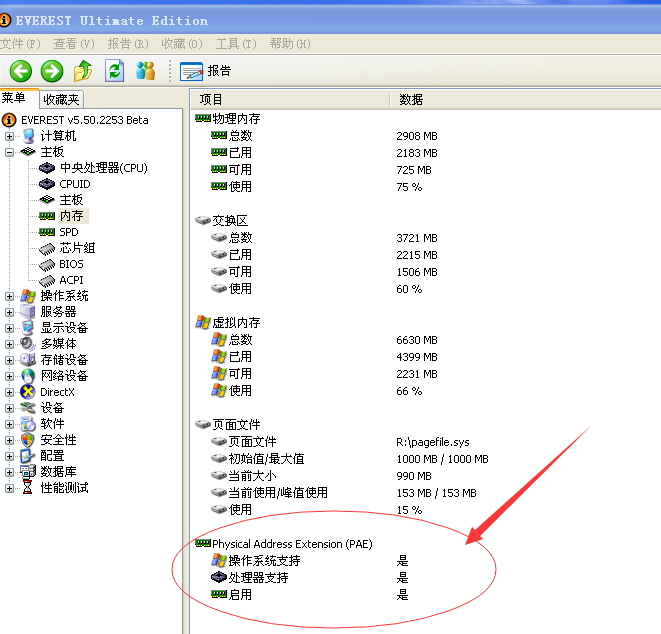 EVEREST Ultimate Edition
文件(F) 查看(V) 报告(R) 收藏(O) 工具(T) 帮助(H)
报告
菜单 收藏夹
EVEREST v5.50.2253 Beta
计算机
主板
中央处理器(CPU)
CPUID
主板
内存
SPD
芯片组
BIOS
ACPI
操作系统
服务器
显示设备
多媒体
存储设备
网络设备
DirectX
设备
软件
安全性
配置
数据库
性能测试
项目 数据
物理内存
总数 2908 MB
已用 2183 MB
可用 725 MB
使用 75 %
交换区
总数 3721 MB
已用 2215 MB
可用 1506 MB
使用 60 %
虚拟内存
总数 6630 MB
已用 4399 MB
可用 2231 MB
使用 66 %
页面文件
页面文件 R:\pagefile.sys
初始值/最大值 1000 MB / 1000 MB
当前大小 990 MB
当前使用/峰值使用 153 MB / 153 MB
使用 15 %
Physical Address Extension (PAE)
操作系统支持 是
处理器支持 是
启用 是